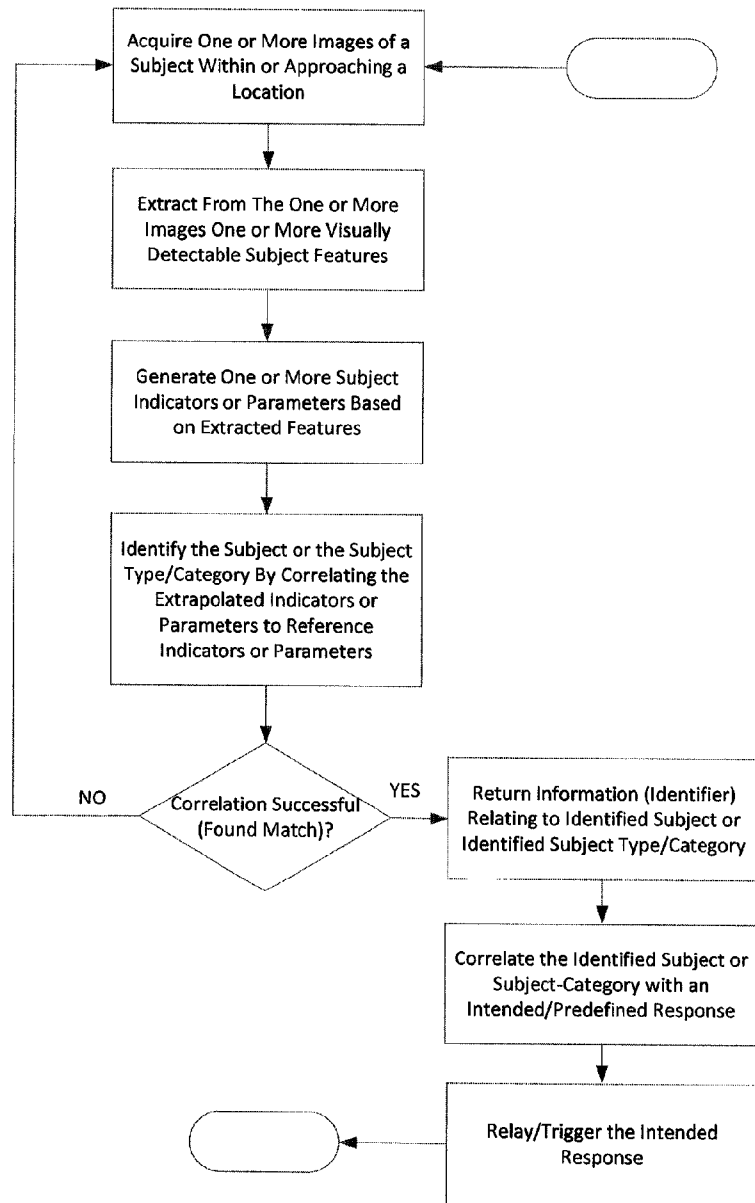 Acquire One or More Images of a
Subject Within or Approaching a
Location
Extract From The One or More
Images One or More Visually
Detectable Subject Features
Generate One or More Subject
Indicators or Parameters Based
on Extracted Features
Identify the Subject or the Subject
Type/Category By Correlating the
Extrapolated Indicators or
Parameters to Reference
Indicators or Parameters
NO
Correlation Successful
(Found Match)?
YES
Return Information (Identifier)
Relating to Identified Subject or
Identified Subject Type/Category
Correlate the Identified Subject or
Subject-Category with an
Intended/Predefined Response
Relay/Trigger the Intended
Response